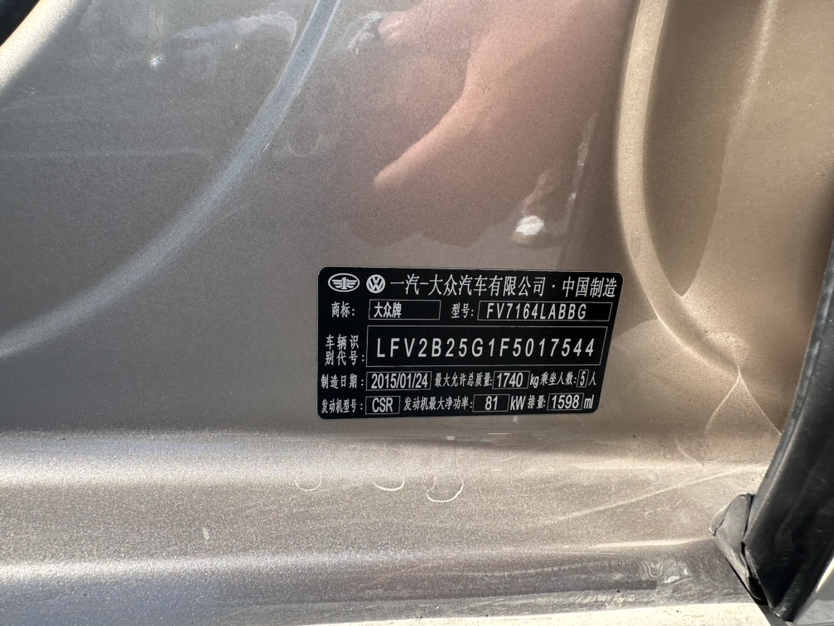 一汽-大众汽车有限公司·中国制造
商标: 大众牌 型号: FV7164LABBG
车辆识别代号: LFV2B25G1F5017544
制造日期: 2015/01/24 最大允许总质量: 1740 kg 乘坐人数: 5 人
发动机型号: CSR 发动机最大净功率: 81 kW 排量: 1598 ml